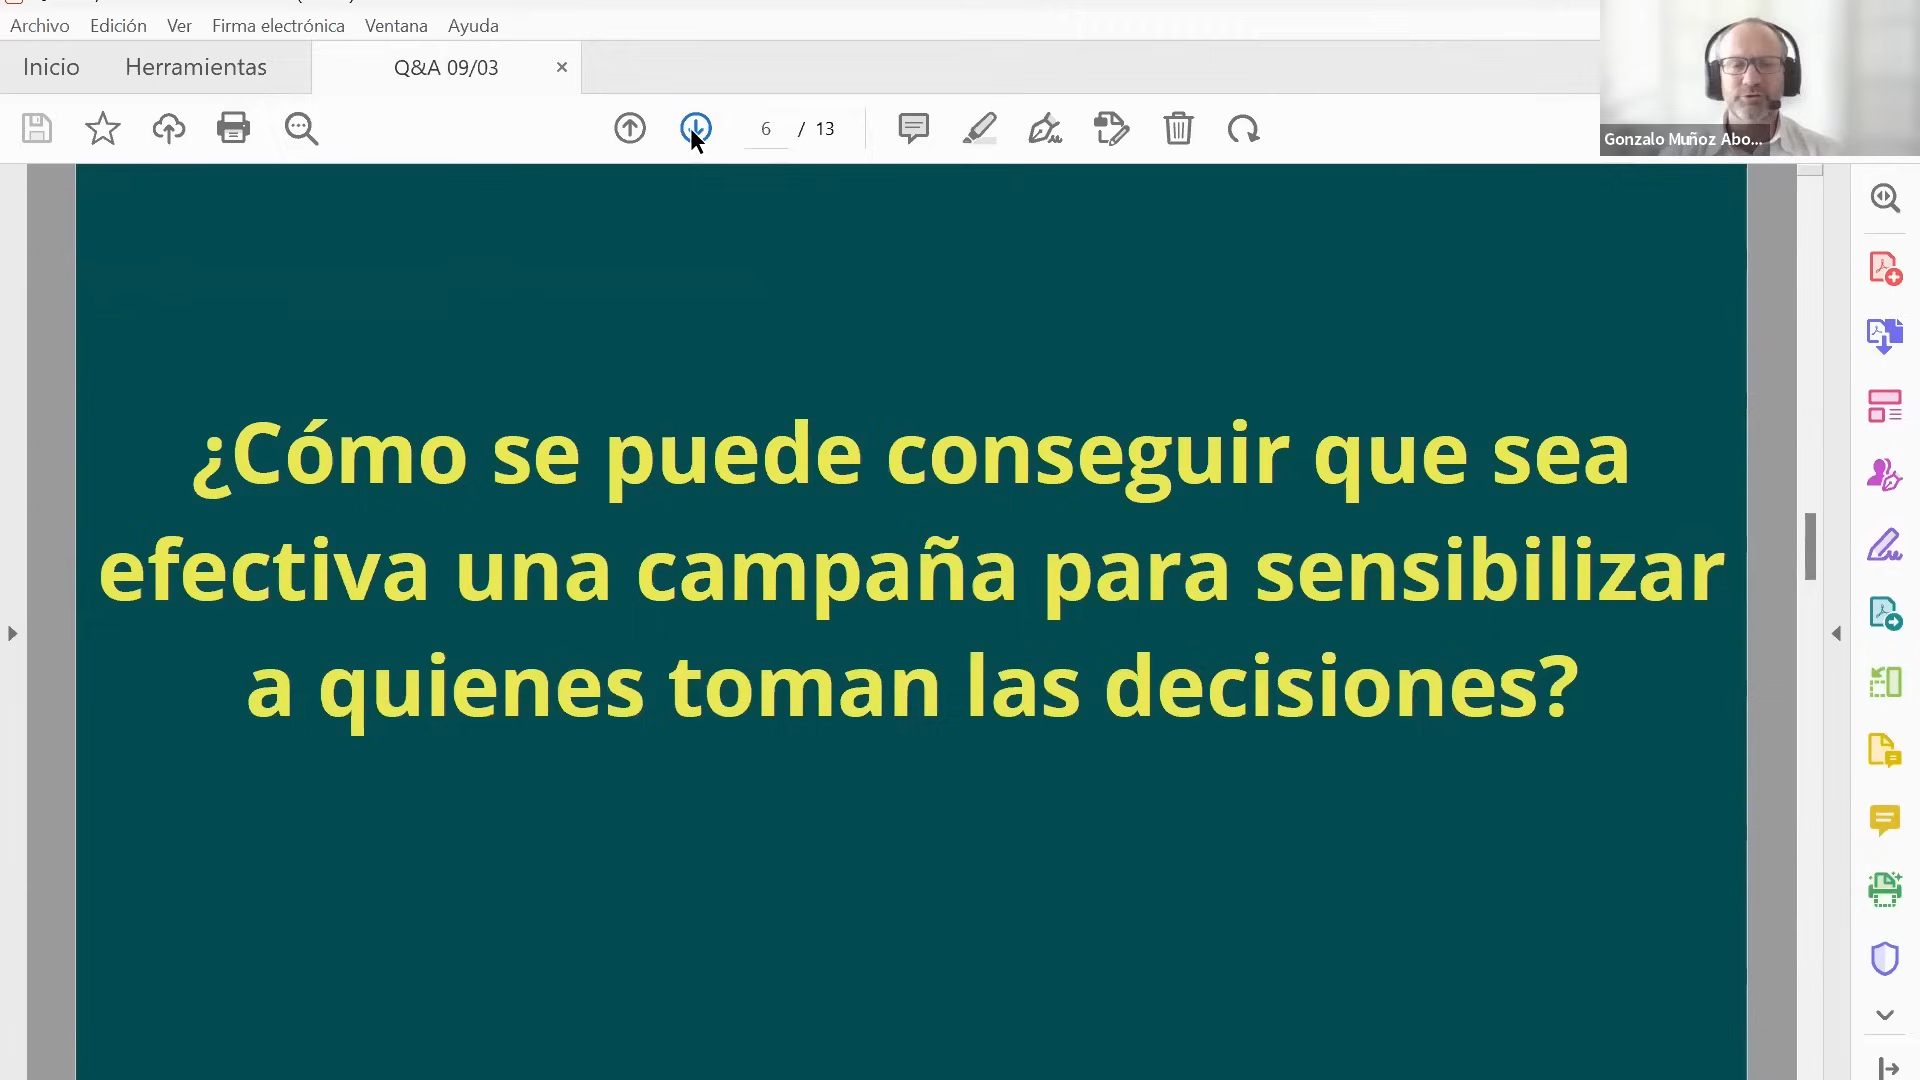 Archivo Edición Ver Firma electrónica Ventana Ayuda
Inicio Herramientas Q&A 09/03 ×
6 / 13
Gonzalo Muñoz Abo...
¿Cómo se puede conseguir que sea
efectiva una campaña para sensibilizar
a quienes toman las decisiones?